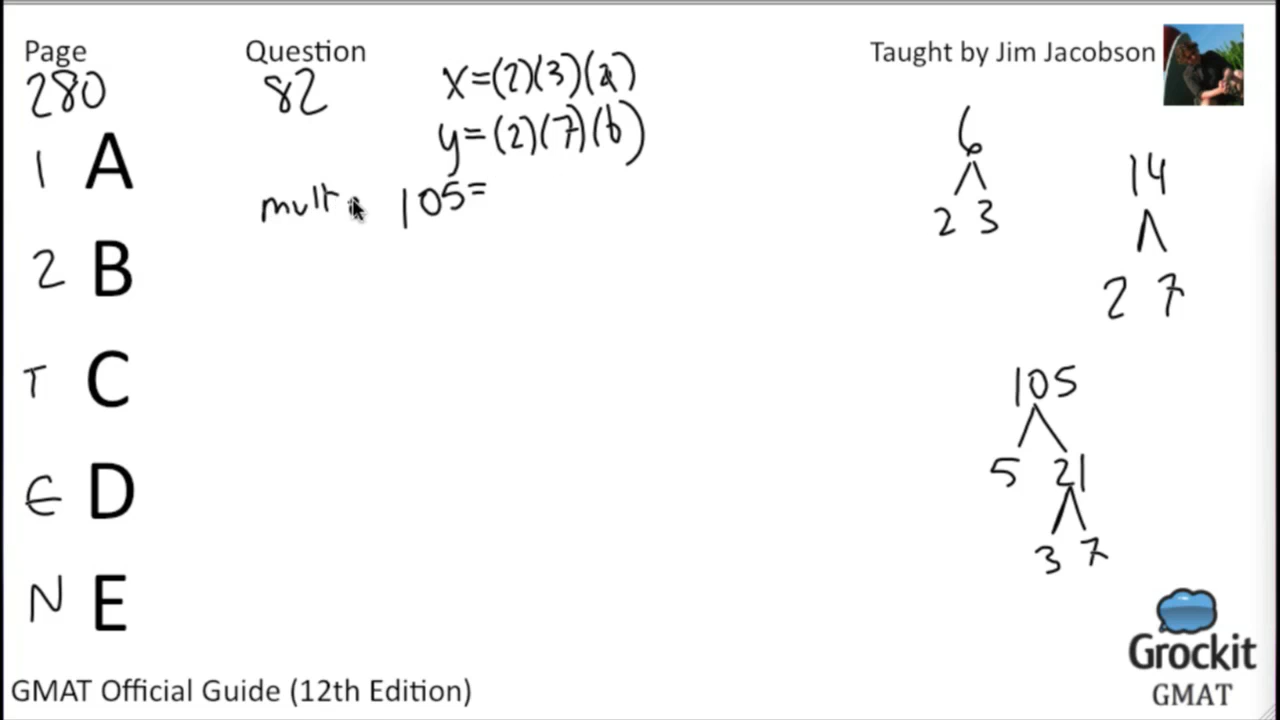 Page
Question
Taught by Jim Jacobson
280
82
x=(2)(3)(a)
y=(2)(7)(b)
mult
105=
1 A
2 B
T C
E D
N E
6
2 3
14
2 7
105
5 21
3 7
Grockit
GMAT
GMAT Official Guide (12th Edition)